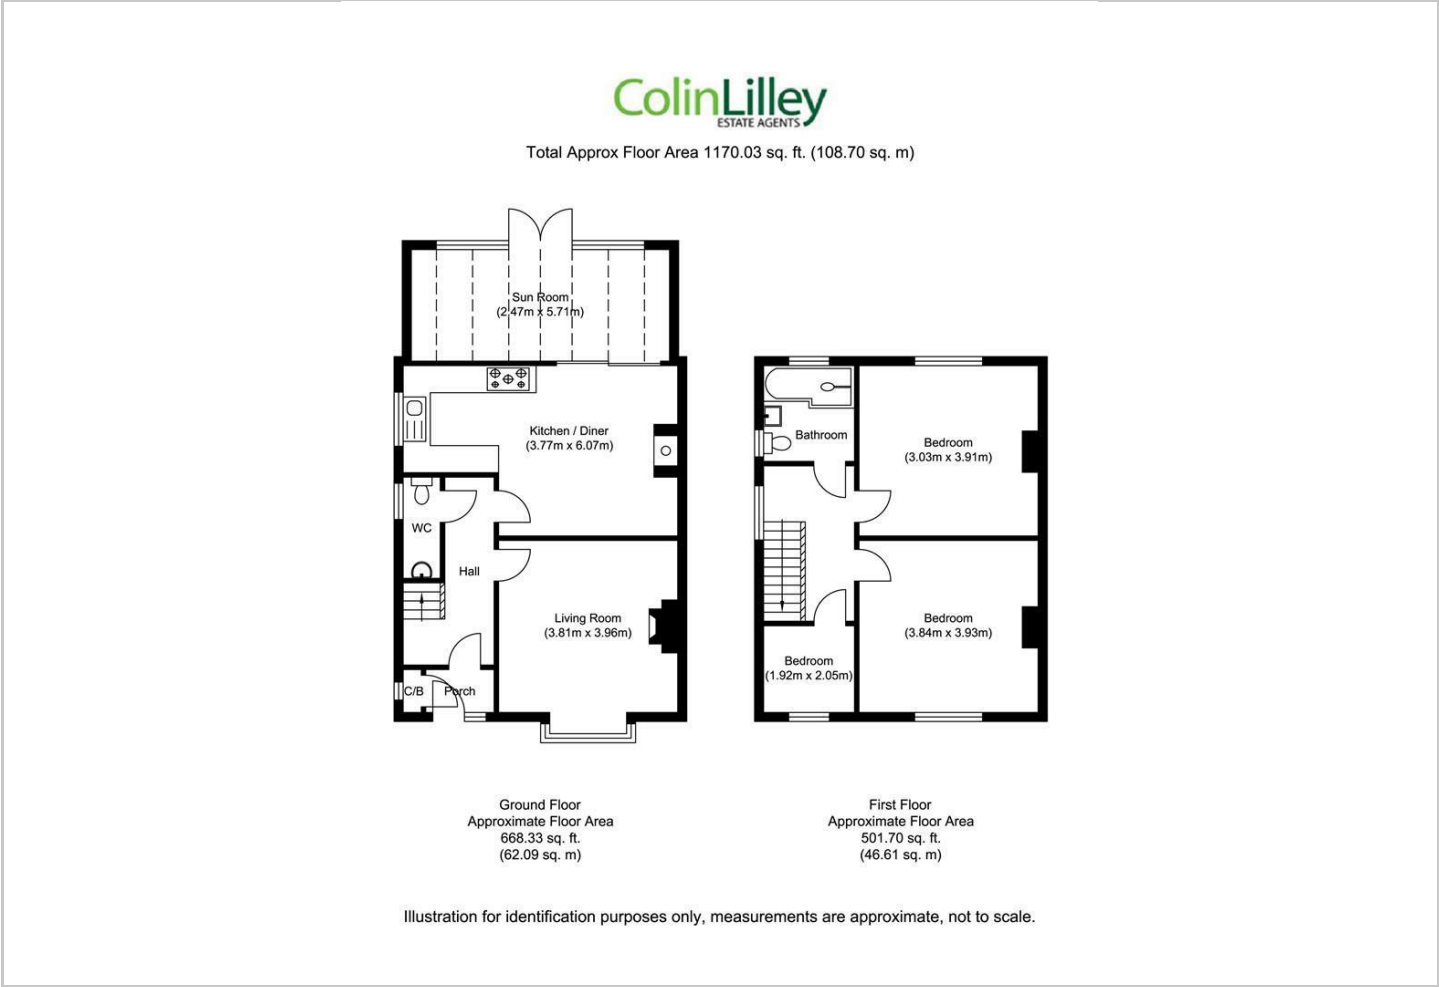 ColinLilley
ESTATE AGENTS
Total Approx Floor Area 1170.03 sq. ft. (108.70 sq. m)
Sun Room
(2.47m x 5.71m)
Kitchen / Diner
(3.77m x 6.07m)
WC
Hall
Living Room
(3.81m x 3.96m)
C/B
Porch
Bathroom
Bedroom
(3.03m x 3.91m)
Bedroom
(3.84m x 3.93m)
Bedroom
(1.92m x 2.05m)
Ground Floor
Approximate Floor Area
668.33 sq. ft.
(62.09 sq. m)
First Floor
Approximate Floor Area
501.70 sq. ft.
(46.61 sq. m)
Illustration for identification purposes only, measurements are approximate, not to scale.